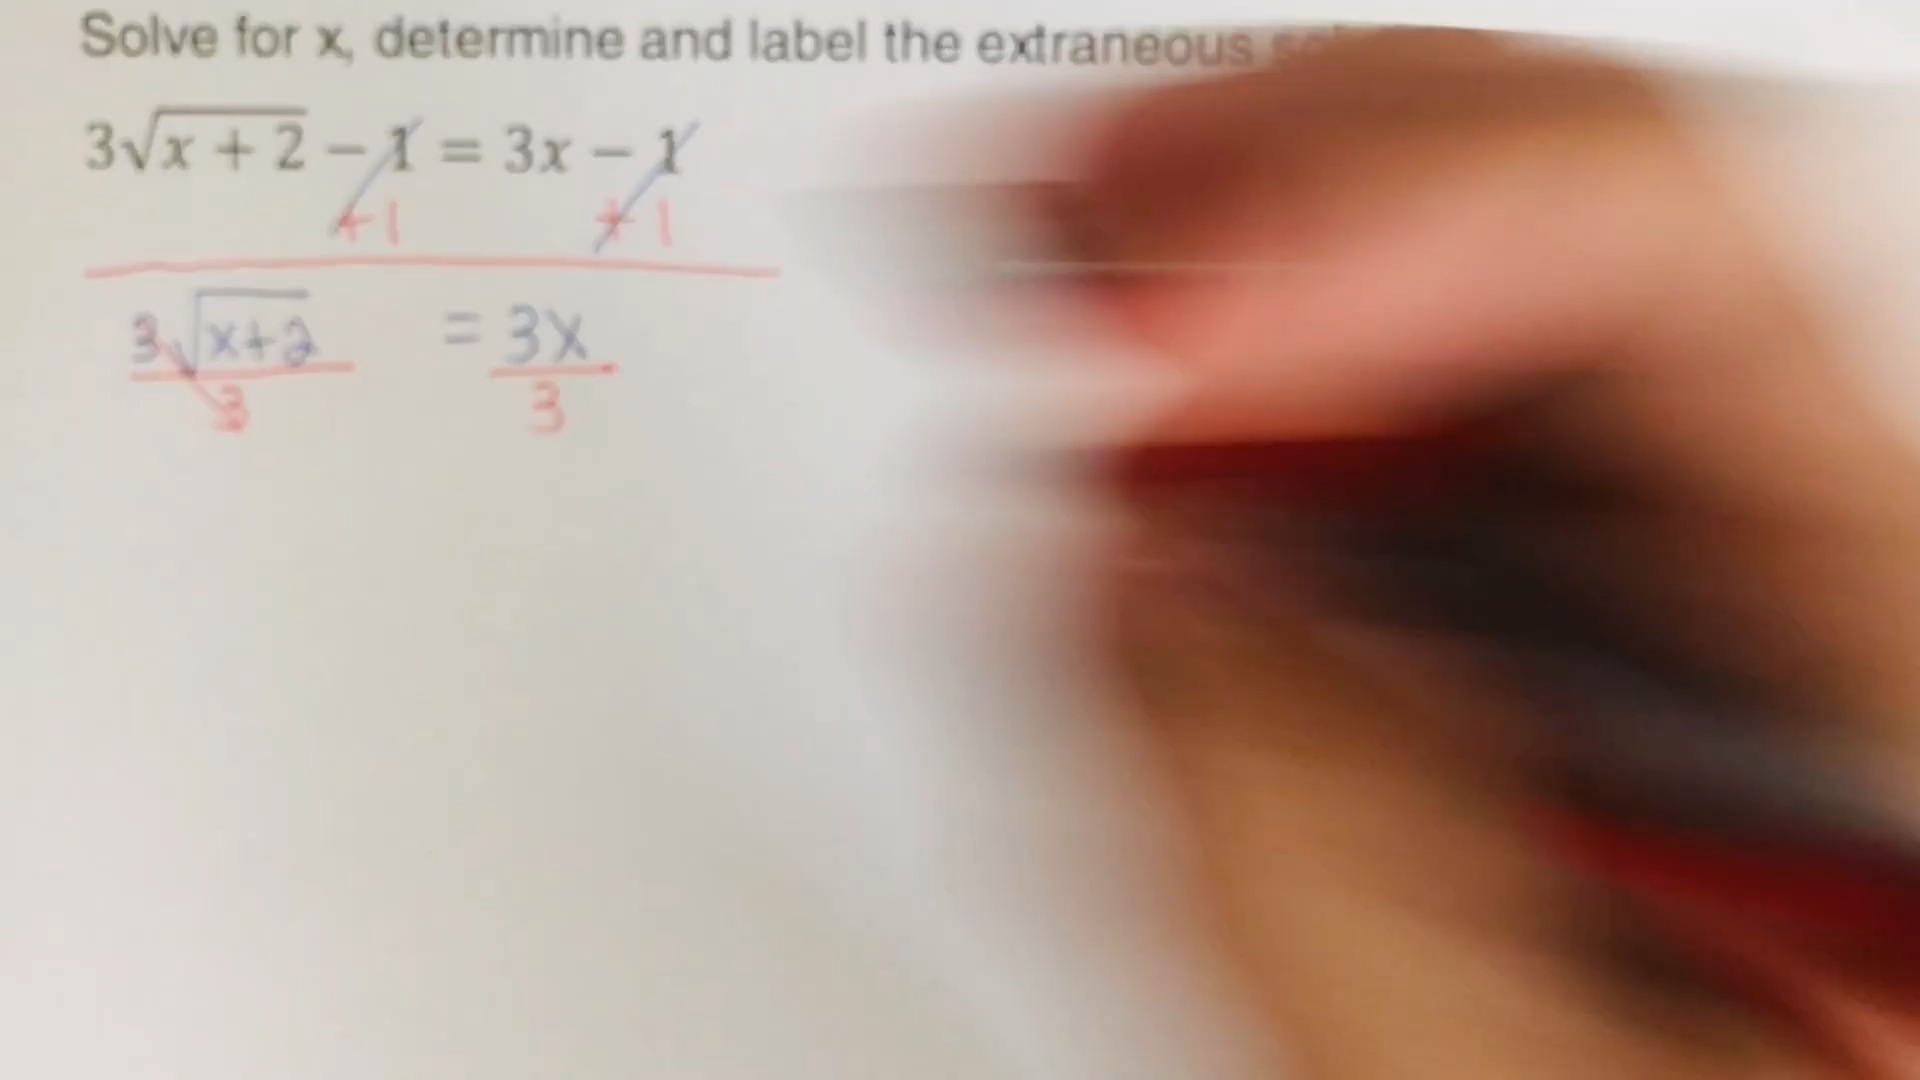 Solve for x, determine and label the extraneous
3√x + 2 − 1 = 3x − 1
+1 +1
3√x+2 = 3x
3 3